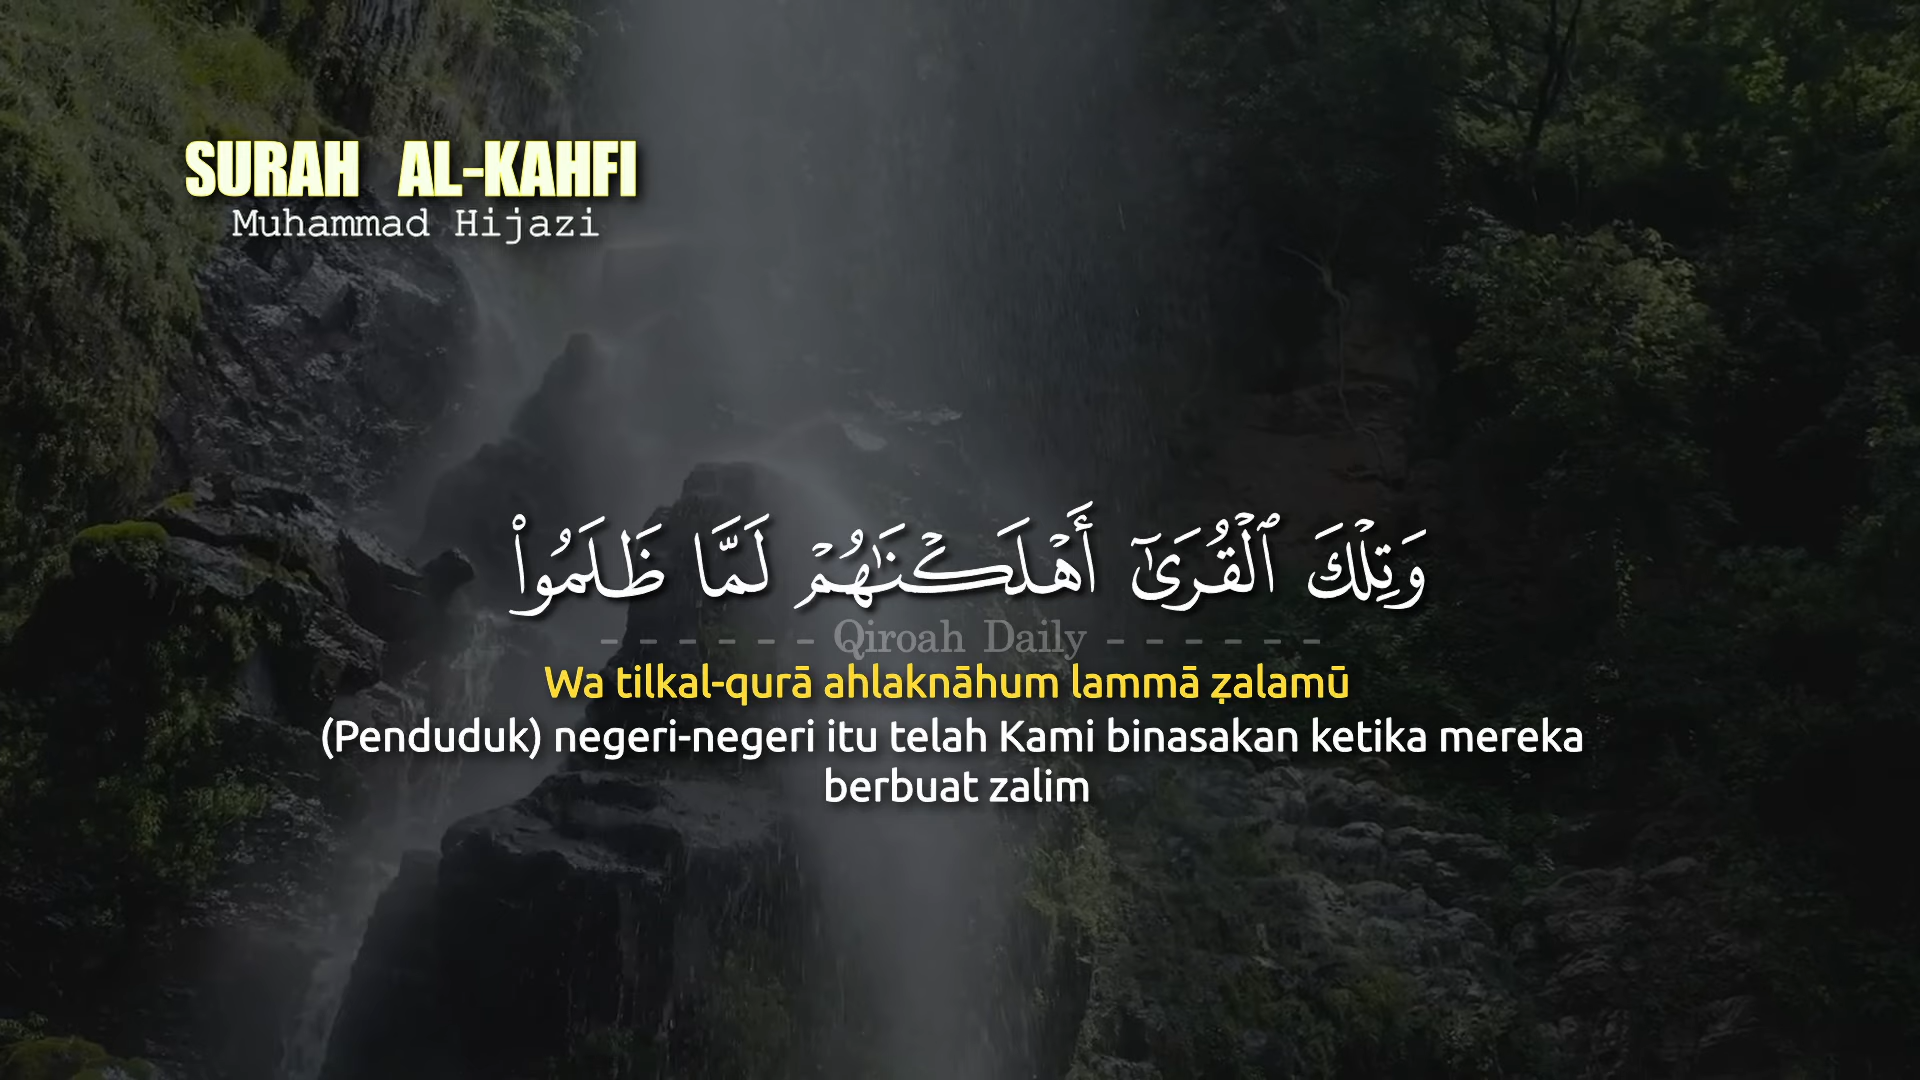 SURAH AL-KAHFI
Muhammad Hijazi
وَتِلْكَ ٱلْقُرَىٰٓ أَهْلَكْنَٰهُمْ لَمَّا ظَلَمُوا۟
- - - - - - Qiroah Daily - - - - - -
Wa tilkal-qurā ahlaknāhum lammā ẓalamū
(Penduduk) negeri-negeri itu telah Kami binasakan ketika mereka
berbuat zalim